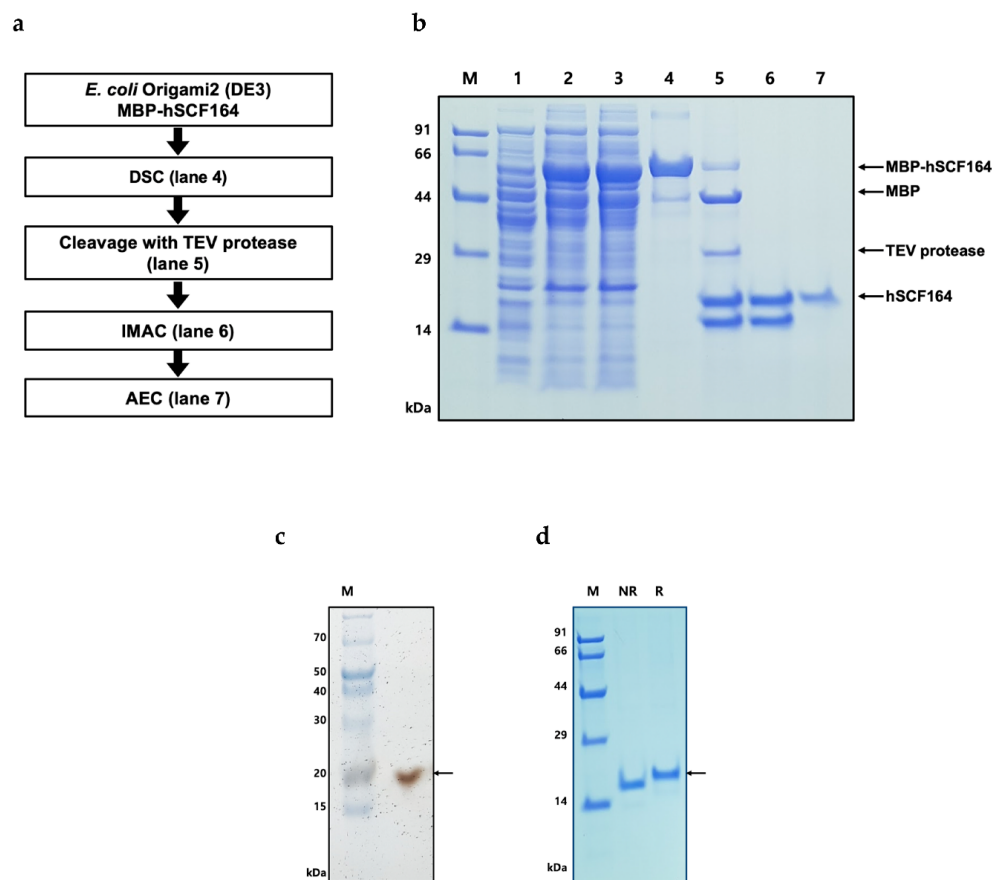 a
E. coli Origami2 (DE3)
MBP-hSCF164
DSC (lane 4)
Cleavage with TEV protease
(lane 5)
IMAC (lane 6)
AEC (lane 7)
b
M 1 2 3 4 5 6 7
91
66
44
29
14
kDa
MBP-hSCF164
MBP
TEV protease
hSCF164
c
M
70
50
40
30
20
15
kDa
d
M NR R
91
66
44
29
14
kDa